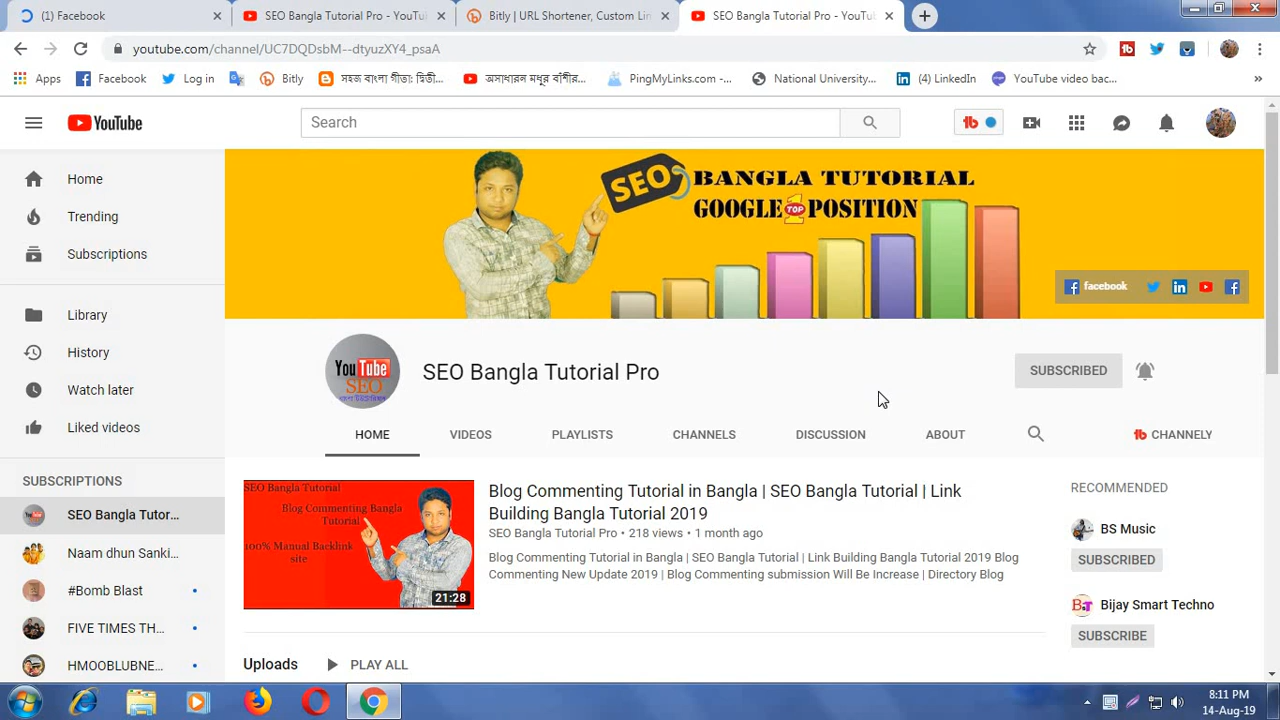 (1) Facebook
SEO Bangla Tutorial Pro - YouTu
Bitly | URL Shortener, Custom Lin
SEO Bangla Tutorial Pro - YouTu
youtube.com/channel/UC7DQDsbM--dtyuzXY4_psaA
Apps
Facebook
Log in
Bitly
সহজ বাংলা গীতা: দ্বিতী...
অসাধারন মধুর বাঁশীর...
PingMyLinks.com -...
National University...
(4) LinkedIn
YouTube video bac...
YouTube
Search
SEO
BANGLA TUTORIAL
GOOGLE TOP 1 POSITION
facebook
Home
Trending
Subscriptions
Library
History
Watch later
Liked videos
SUBSCRIPTIONS
SEO Bangla Tutor...
Naam dhun Sanki...
#Bomb Blast
FIVE TIMES TH...
HMOOBLUBNE...
You Tube
SEO
SEO Bangla Tutorial Pro
SUBSCRIBED
HOME
VIDEOS
PLAYLISTS
CHANNELS
DISCUSSION
ABOUT
CHANNELY
SEO Bangla Tutorial
Blog Commenting Bangla
Tutorial
100% Manual Backlink
site
21:28
Blog Commenting Tutorial in Bangla | SEO Bangla Tutorial | Link
Building Bangla Tutorial 2019
SEO Bangla Tutorial Pro • 218 views • 1 month ago
Blog Commenting Tutorial in Bangla | SEO Bangla Tutorial | Link Building Bangla Tutorial 2019 Blog
Commenting New Update 2019 | Blog Commenting submission Will Be Increase | Directory Blog
RECOMMENDED
BS Music
SUBSCRIBED
Bijay Smart Techno
SUBSCRIBE
Uploads
PLAY ALL
8:11 PM
14-Aug-19